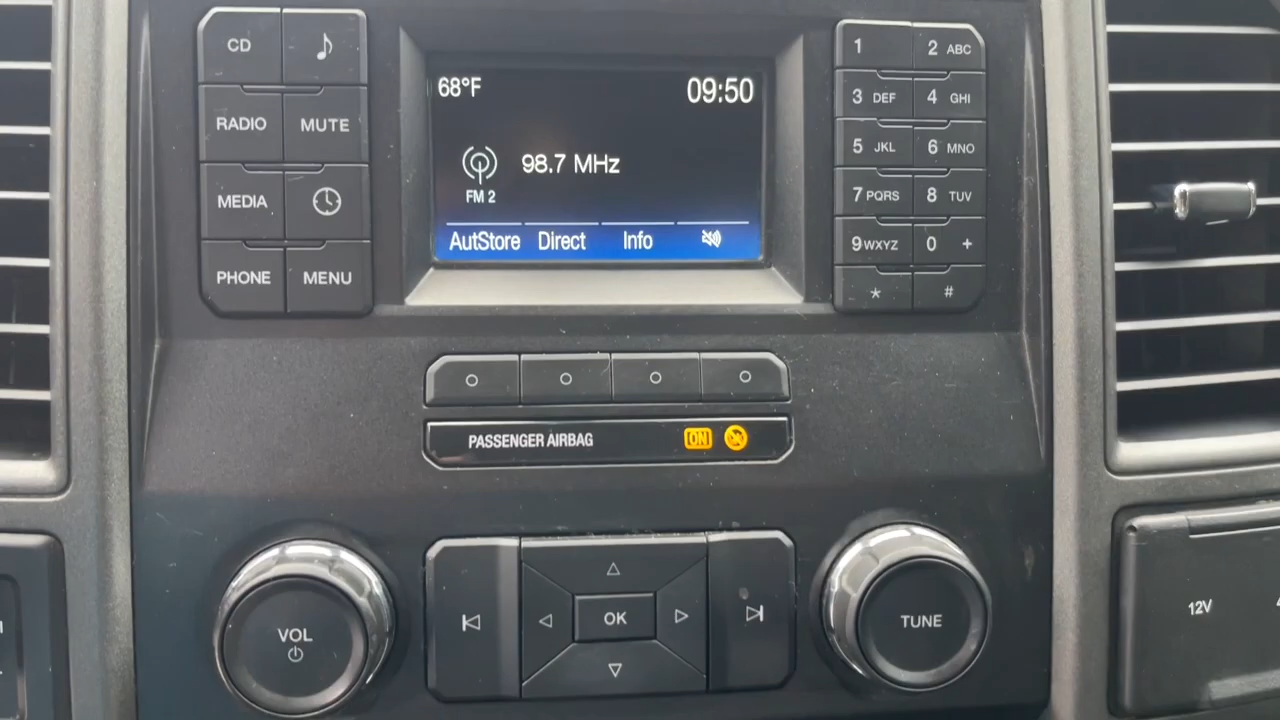 CD
RADIO MUTE
MEDIA
PHONE MENU
68°F 09:50
98.7 MHz
FM 2
AutStore Direct Info
1 2 ABC
3 DEF 4 GHI
5 JKL 6 MNO
7 PQRS 8 TUV
9 WXYZ 0 +
* #
PASSENGER AIRBAG ON
VOL
OK
TUNE
12V